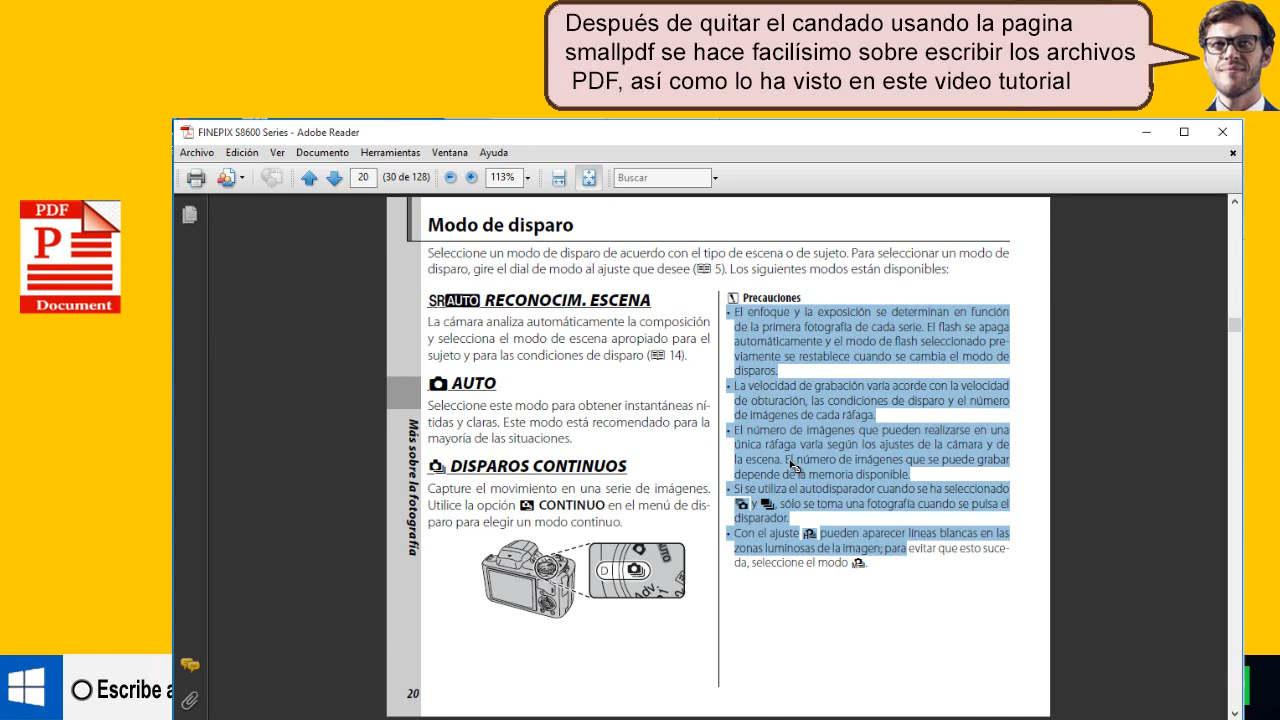 Después de quitar el candado usando la pagina
smallpdf se hace facilísimo sobre escribir los archivos
PDF, así como lo ha visto en este video tutorial
FINEPIX S8600 Series - Adobe Reader
Archivo Edición Ver Documento Herramientas Ventana Ayuda
20 (30 de 128) 113% Buscar
PDF
P
Document
Modo de disparo
Seleccione un modo de disparo de acuerdo con el tipo de escena o de sujeto. Para seleccionar un modo de
disparo, gire el dial de modo al ajuste que desee (5). Los siguientes modos están disponibles:
SRAUTO RECONOCIM. ESCENA
La cámara analiza automáticamente la composición
y selecciona el modo de escena apropiado para el
sujeto y para las condiciones de disparo (14).
AUTO
Seleccione este modo para obtener instantáneas ní-
tidas y claras. Este modo está recomendado para la
mayoría de las situaciones.
DISPAROS CONTINUOS
Capture el movimiento en una serie de imágenes.
Utilice la opción CONTINUO en el menú de dis-
paro para elegir un modo continuo.
D
AUTO
Adv.
Precauciones
• El enfoque y la exposición se determinan en función
de la primera fotografía de cada serie. El flash se apaga
automáticamente y el modo de flash seleccionado pre-
viamente se restablece cuando se cambia el modo de
disparos.
• La velocidad de grabación varía acorde con la velocidad
de obturación, las condiciones de disparo y el número
de imágenes de cada ráfaga.
• El número de imágenes que pueden realizarse en una
única ráfaga varía según los ajustes de la cámara y de
la escena. El número de imágenes que se puede grabar
depende de la memoria disponible.
• Si se utiliza el autodisparador cuando se ha seleccionado
y , sólo se toma una fotografía cuando se pulsa el
disparador.
• Con el ajuste pueden aparecer líneas blancas en las
zonas luminosas de la imagen; para evitar que esto suce-
da, seleccione el modo .
Más sobre la fotografía
20
Escribe a